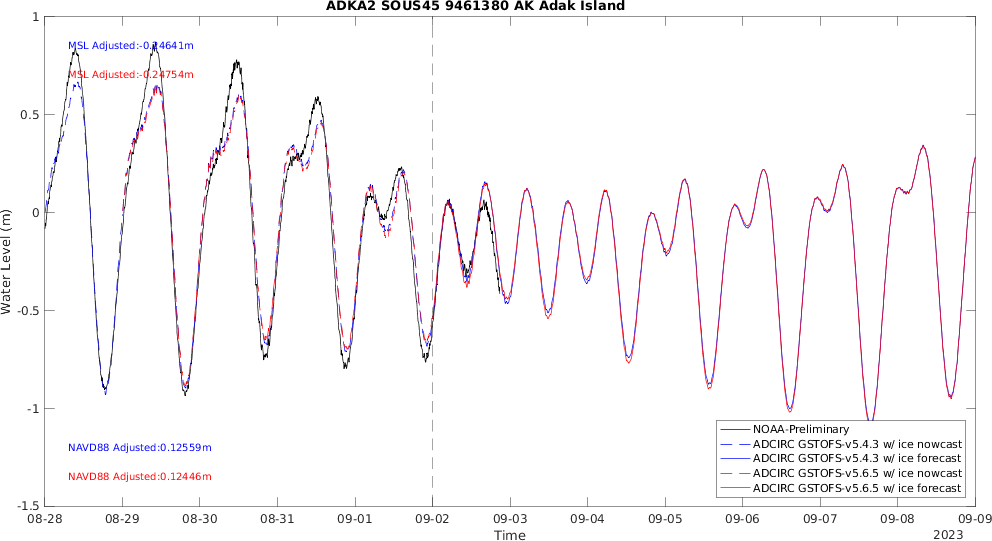 ADKA2 SOUS45 9461380 AK Adak Island
1
0.5
0
-0.5
-1
-1.5
Water Level (m)
MSL Adjusted:-0.24641m
MSL Adjusted:-0.24754m
NAVD88 Adjusted:0.12559m
NAVD88 Adjusted:0.12446m
NOAA-Preliminary
ADCIRC GSTOFS-v5.4.3 w/ ice nowcast
ADCIRC GSTOFS-v5.4.3 w/ ice forecast
ADCIRC GSTOFS-v5.6.5 w/ ice nowcast
ADCIRC GSTOFS-v5.6.5 w/ ice forecast
08-28 08-29 08-30 08-31 09-01 09-02 09-03 09-04 09-05 09-06 09-07 09-08 09-09
Time
2023